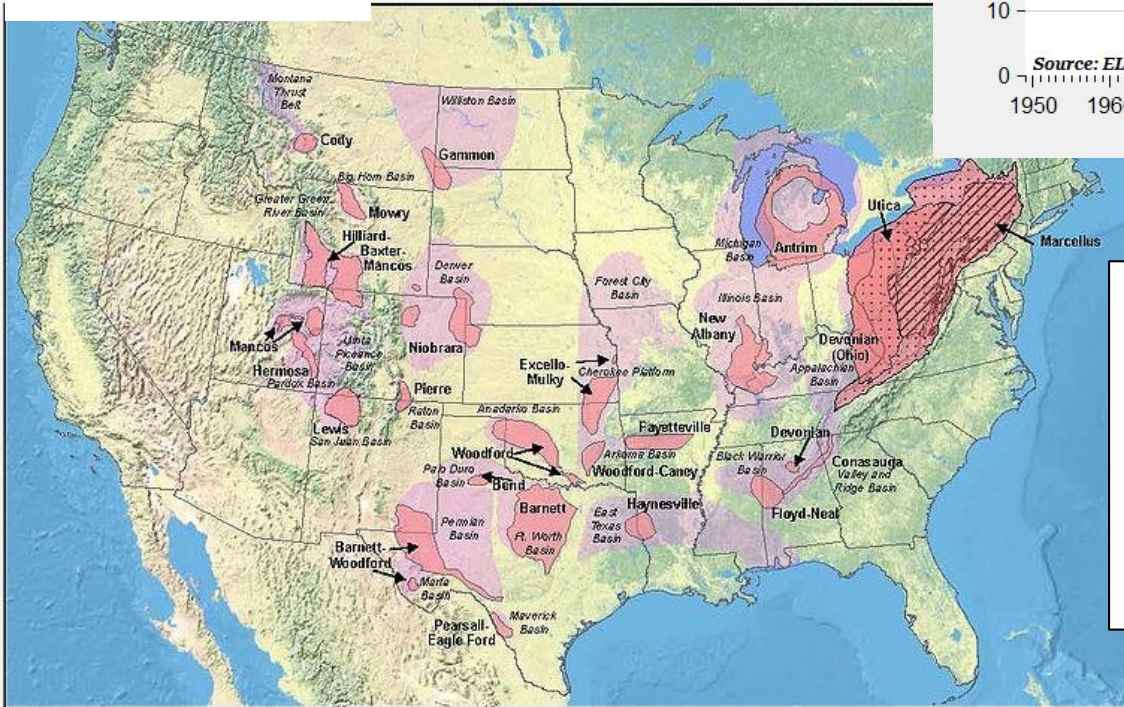 10
Source: EL
0
1950 1960
Montana
Thrust
Belt
Cody
Williston Basin
Gammon
Big Horn Basin
Greater Green
River Basin
Mowry
Hilliard-
Baxter-
Mancos
Denver
Basin
Mancos
Uinta
Piceance
Basin
Niobrara
Hermosa
Paradox Basin
Pierre
Raton
Basin
Lewis
San Juan Basin
Forest City
Basin
Excello-
Mulky
Cherokee Platform
Anadarko Basin
Woodford
Fayetteville
Arkoma Basin
Woodford-Caney
Palo Duro
Basin
Bend
Barnett
Ft. Worth
Basin
Permian
Basin
East
Texas
Basin
Haynesville
Barnett-
Woodford
Marfa
Basin
Pearsall-
Eagle Ford
Maverick
Basin
Michigan
Basin
Antrim
Illinois Basin
New
Albany
Utica
Marcellus
Devonian
(Ohio)
Appalachian
Basin
Devonian
Black Warrior
Basin
Conasauga
Valley and
Ridge Basin
Floyd-Neal